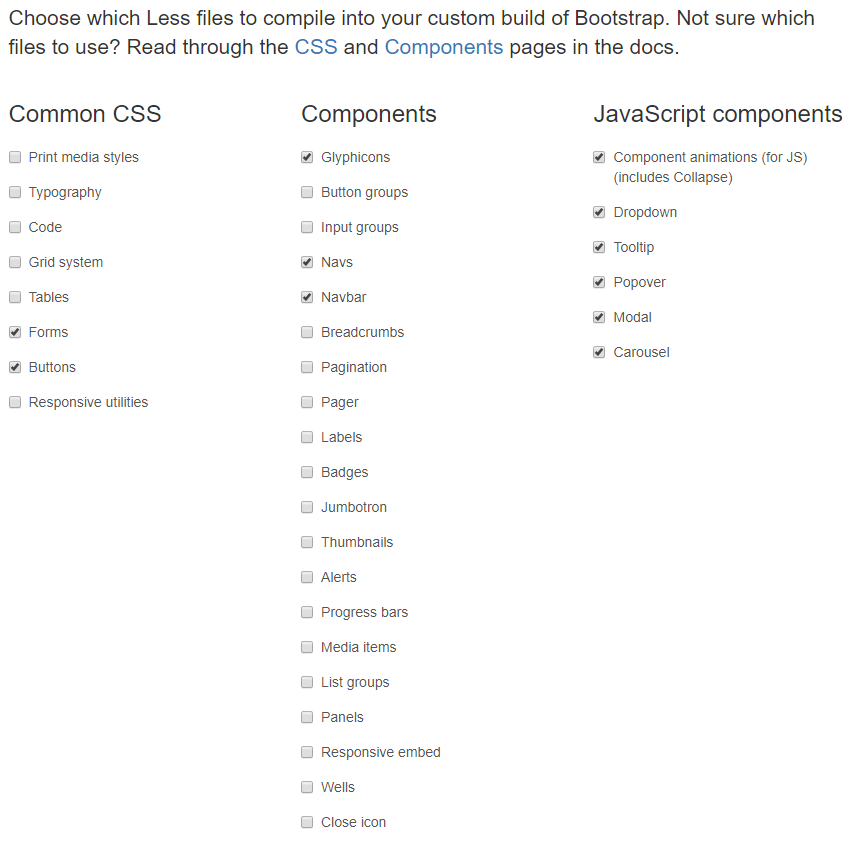 Choose which Less files to compile into your custom build of Bootstrap. Not sure which
files to use? Read through the CSS and Components pages in the docs.
Common CSS
Print media styles
Typography
Code
Grid system
Tables
Forms
Buttons
Responsive utilities
Components
Glyphicons
Button groups
Input groups
Navs
Navbar
Breadcrumbs
Pagination
Pager
Labels
Badges
Jumbotron
Thumbnails
Alerts
Progress bars
Media items
List groups
Panels
Responsive embed
Wells
Close icon
JavaScript components
Component animations (for JS)
(includes Collapse)
Dropdown
Tooltip
Popover
Modal
Carousel